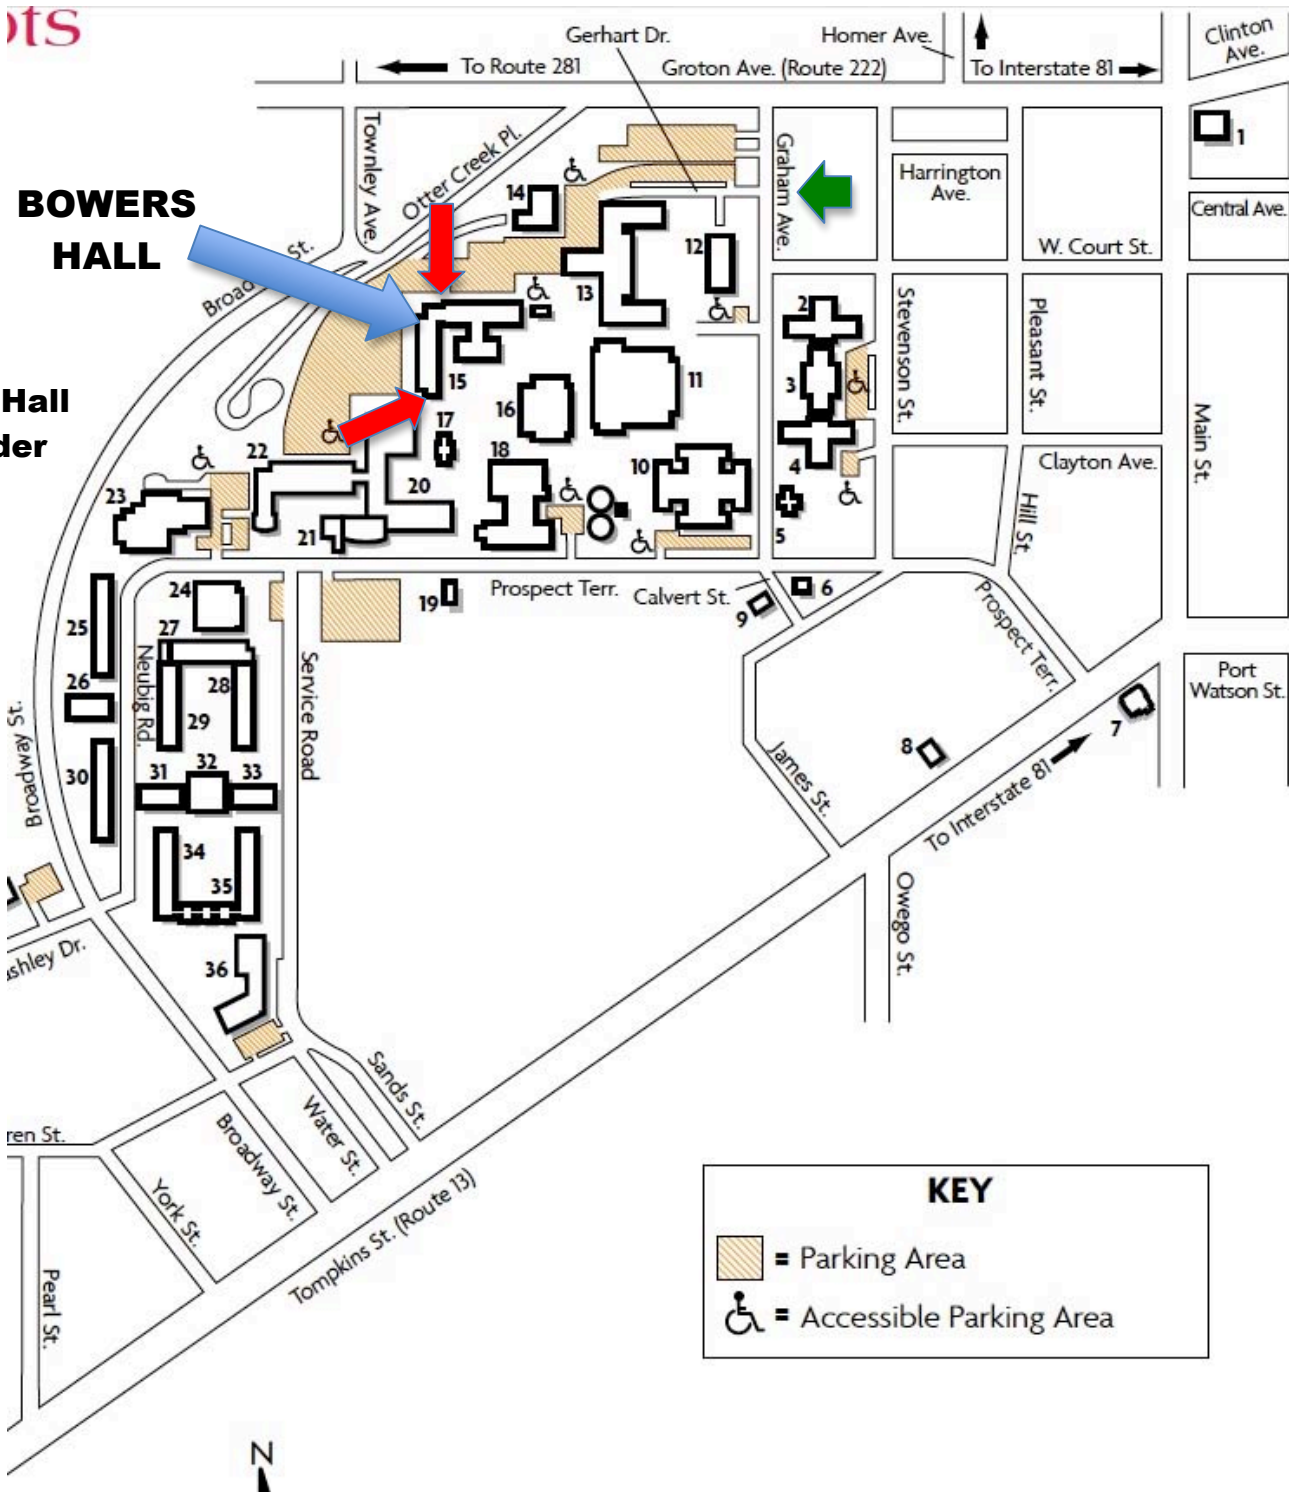 ots
Gerhart Dr.
Homer Ave.
Clinton
Ave.
To Route 281
Groton Ave. (Route 222)
To Interstate 81
Townley Ave.
Otter Creek Pl.
Graham Ave.
1
Harrington
Ave.
Central Ave.
BOWERS
HALL
14
12
W. Court St.
Broad
St.
13
2
Stevenson St.
Pleasant St.
Main St.
15
11
3
Hall
der
17
16
22
18
10
4
Clayton Ave.
23
20
5
Hill St.
21
24
19
Prospect Terr.
Calvert St.
6
9
Prospect Terr.
25
27
Neubig Rd.
Service Road
26
28
29
Port
Watson St.
7
Broadway St.
8
James St.
30
31
32
33
To Interstate 81
34
35
Owego St.
shley Dr.
36
Sands St.
Water St.
Broadway St.
ren St.
York St.
Tompkins St. (Route 13)
Pearl St.
KEY
= Parking Area
= Accessible Parking Area
N